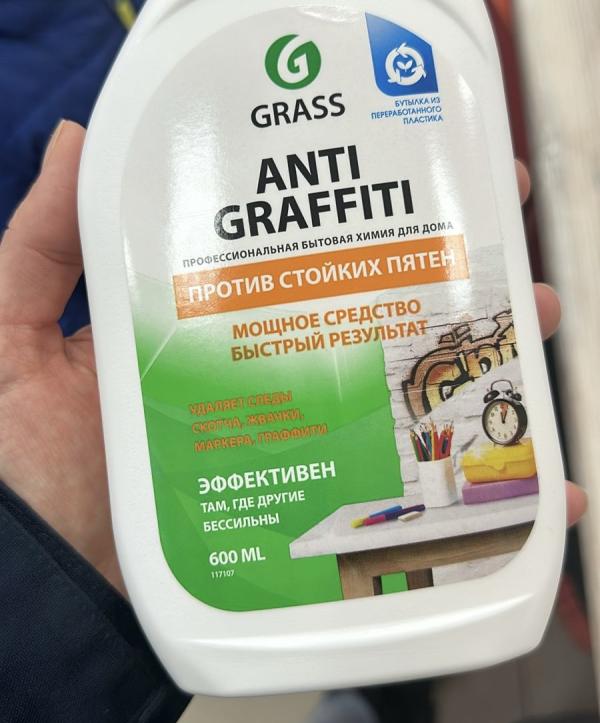 GRASS
БУТЫЛКА ИЗ
ПЕРЕРАБОТАННОГО
ПЛАСТИКА
ANTI
GRAFFITI
ПРОФЕССИОНАЛЬНАЯ БЫТОВАЯ ХИМИЯ ДЛЯ ДОМА
ПРОТИВ СТОЙКИХ ПЯТЕН
МОЩНОЕ СРЕДСТВО
БЫСТРЫЙ РЕЗУЛЬТАТ
УДАЛЯЕТ СЛЕДЫ
СКОТЧА, ЖВАЧКИ,
МАРКЕРА, ГРАФФИТИ
ЭФФЕКТИВЕН
ТАМ, ГДЕ ДРУГИЕ
БЕССИЛЬНЫ
600 ML
117107